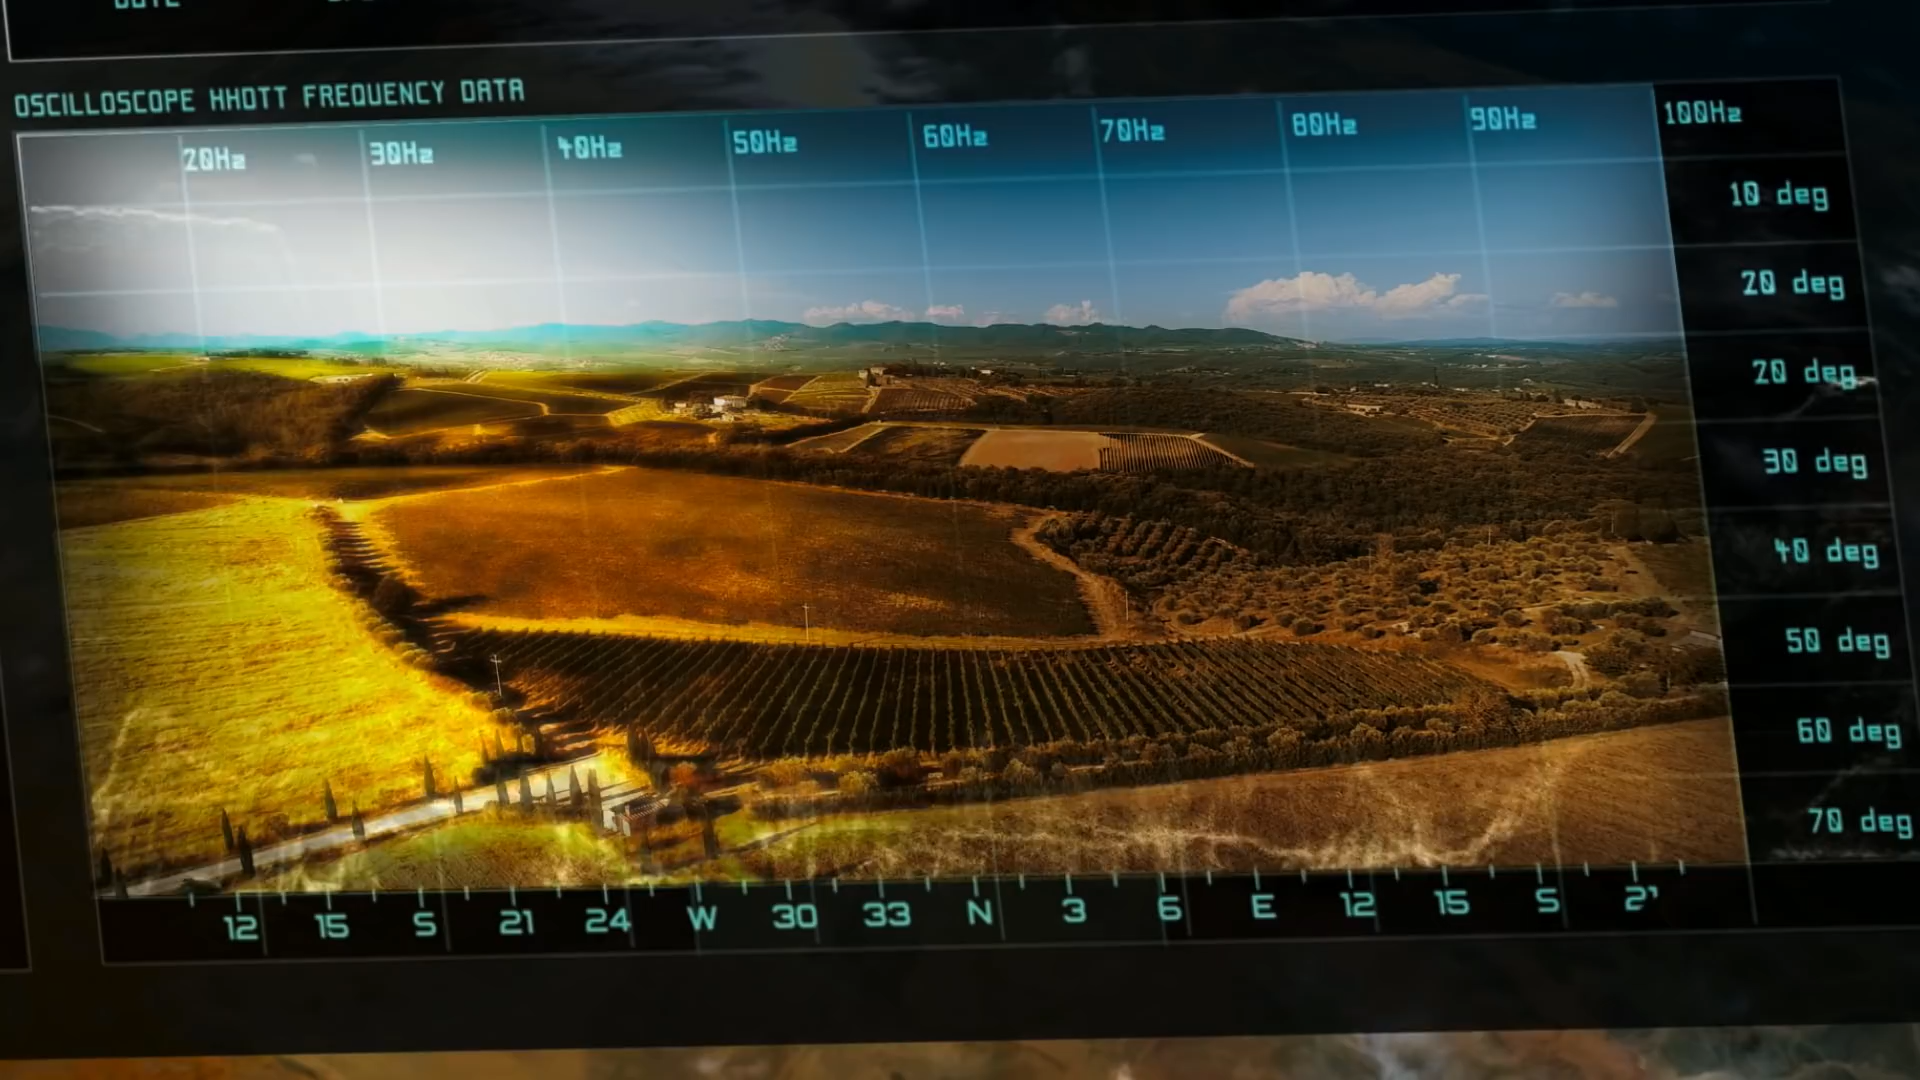 OSCILLOSCOPE HHOTT FREQUENCY DATA
20Hz 30Hz 40Hz 50Hz 60Hz 70Hz 80Hz 90Hz 100Hz
10 deg
20 deg
20 deg
30 deg
40 deg
50 deg
60 deg
70 deg
12 15 S 21 24 W 30 33 N 3 6 E 12 15 S